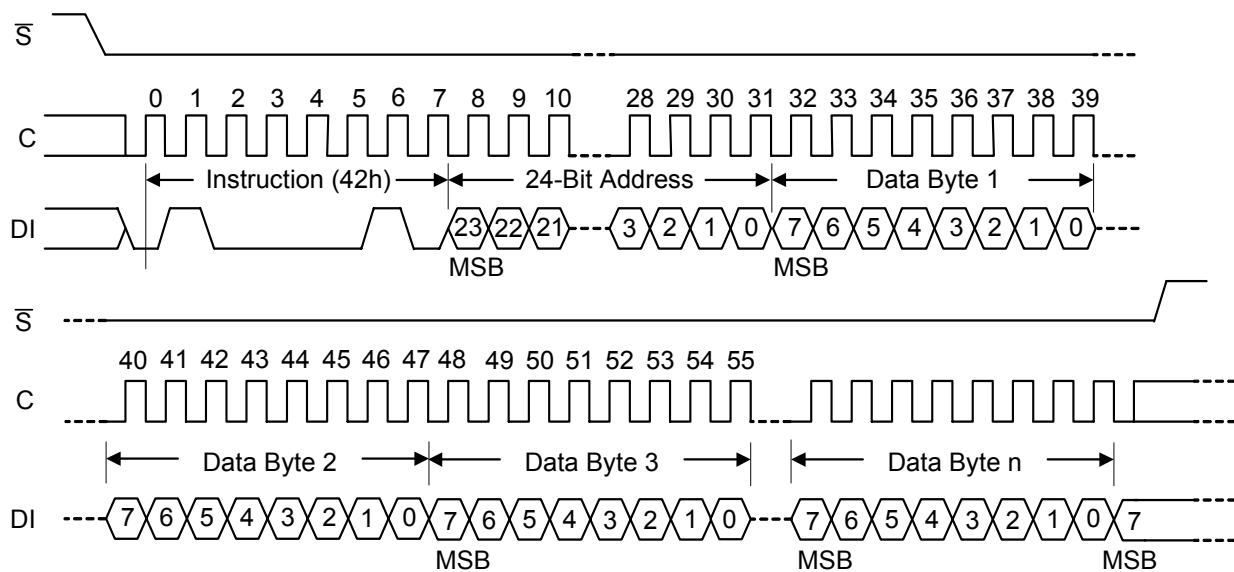 S̅
0 1 2 3 4 5 6 7 8 9 10 28 29 30 31 32 33 34 35 36 37 38 39
C
Instruction (42h) 24-Bit Address Data Byte 1
DI 23 22 21 3 2 1 0 7 6 5 4 3 2 1 0
MSB MSB
S̅
40 41 42 43 44 45 46 47 48 49 50 51 52 53 54 55
C
Data Byte 2 Data Byte 3 Data Byte n
DI 7 6 5 4 3 2 1 0 7 6 5 4 3 2 1 0 7 6 5 4 3 2 1 0 7
MSB MSB MSB